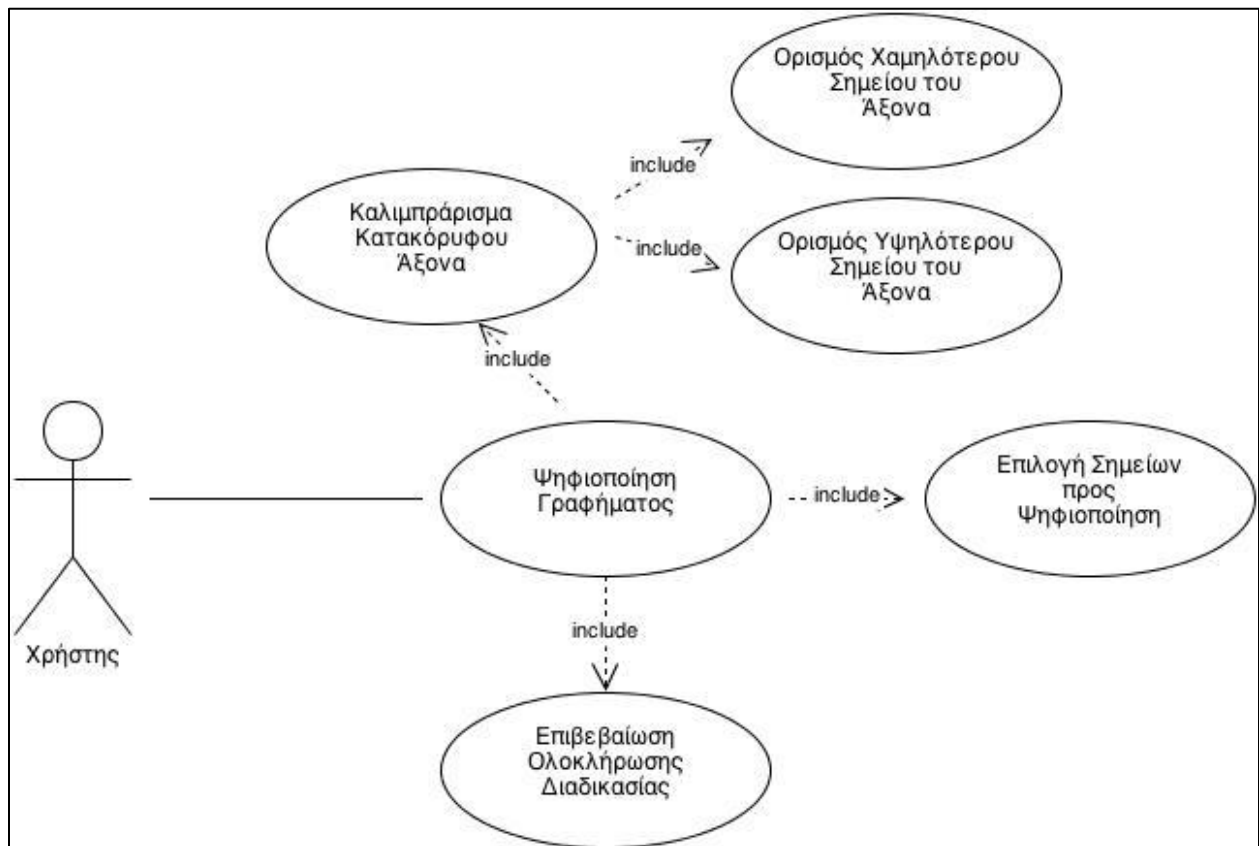 Ορισμός Χαμηλότερου
Σημείου του
Άξονα
include
Καλιμπράρισμα
Κατακόρυφου
Άξονα
include
Ορισμός Υψηλότερου
Σημείου του
Άξονα
include
Ψηφιοποίηση
Γραφήματος
include
Επιλογή Σημείων
προς
Ψηφιοποίηση
Χρήστης
include
Επιβεβαίωση
Ολοκλήρωσης
Διαδικασίας